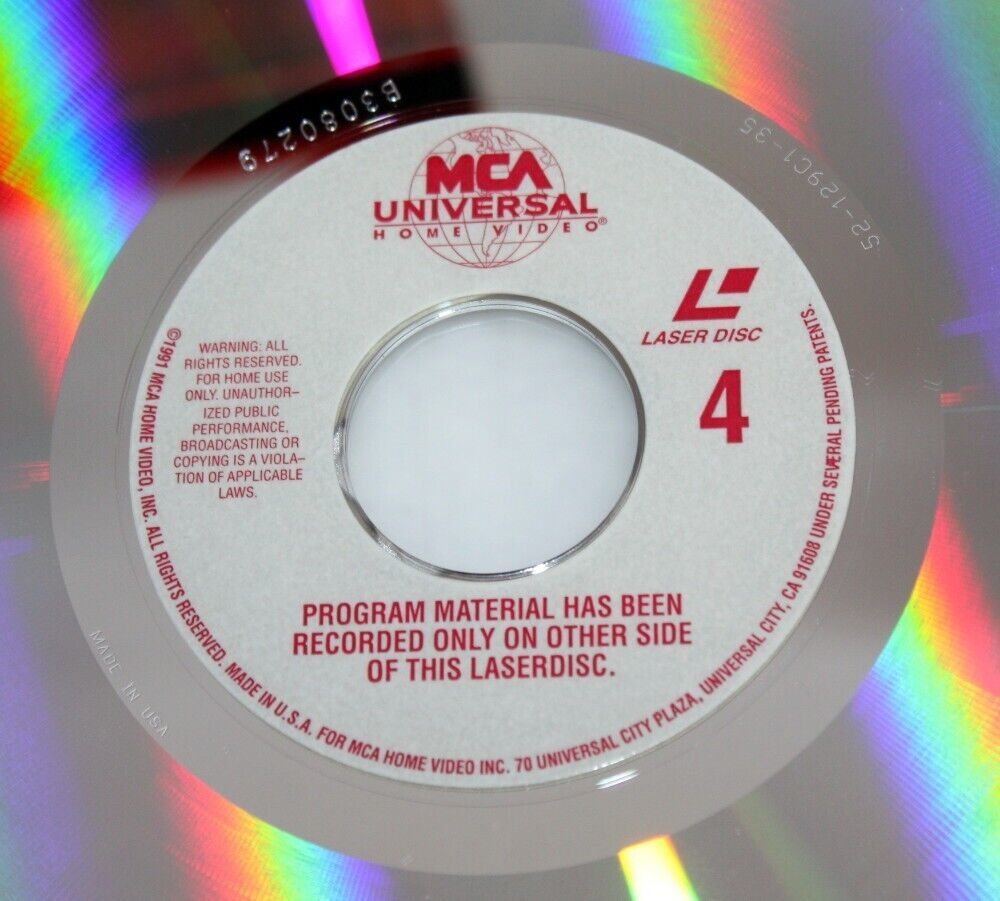 B3080279
52-129C1-35
MCA
UNIVERSAL®
HOME VIDEO
LASER DISC
4
WARNING: ALL
RIGHTS RESERVED.
FOR HOME USE
ONLY. UNAUTHOR-
IZED PUBLIC
PERFORMANCE,
BROADCASTING OR
COPYING IS A VIOLA-
TION OF APPLICABLE
LAWS.
PROGRAM MATERIAL HAS BEEN
RECORDED ONLY ON OTHER SIDE
OF THIS LASERDISC.
©1991 MCA HOME VIDEO, INC. ALL RIGHTS RESERVED. MADE IN U.S.A. FOR MCA HOME VIDEO INC. 70 UNIVERSAL CITY PLAZA, UNIVERSAL CITY, CA 91608 UNDER SEVERAL PENDING PATENTS.
MADE IN USA